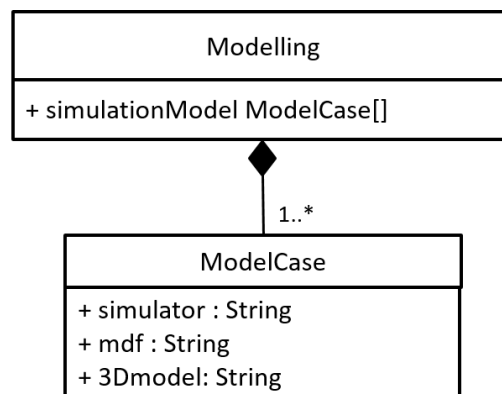 Modelling
+ simulationModel ModelCase[]
1..*
ModelCase
+ simulator : String
+ mdf : String
+ 3Dmodel: String